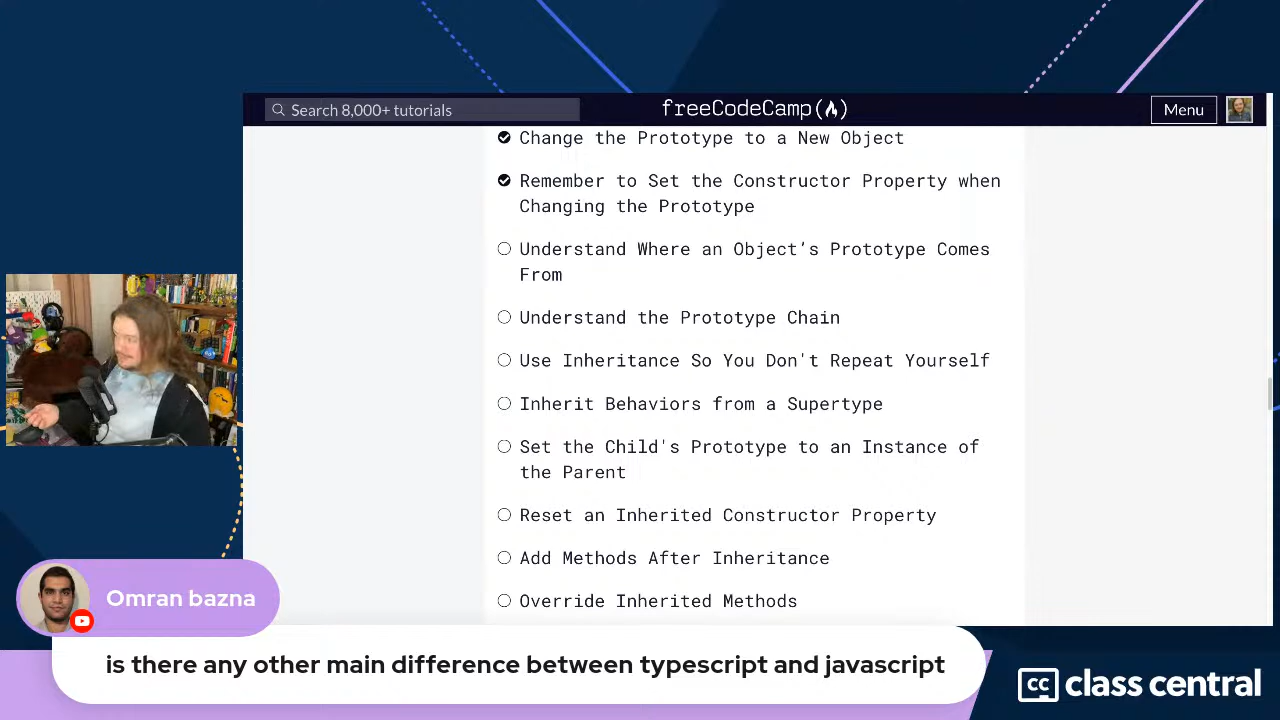 Search 8,000+ tutorials
freeCodeCamp
Menu
Change the Prototype to a New Object
Remember to Set the Constructor Property when
Changing the Prototype
Understand Where an Object’s Prototype Comes
From
Understand the Prototype Chain
Use Inheritance So You Don't Repeat Yourself
Inherit Behaviors from a Supertype
Set the Child's Prototype to an Instance of
the Parent
Reset an Inherited Constructor Property
Add Methods After Inheritance
Override Inherited Methods
Omran bazna
is there any other main difference between typescript and javascript
cc class central